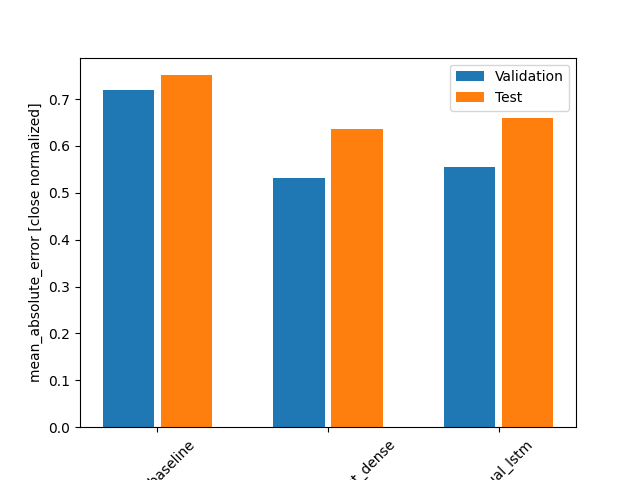 mean_absolute_error [close normalized]
0.7
0.6
0.5
0.4
0.3
0.2
0.1
0.0
Validation
Test
baseline
t_dense
ual_lstm